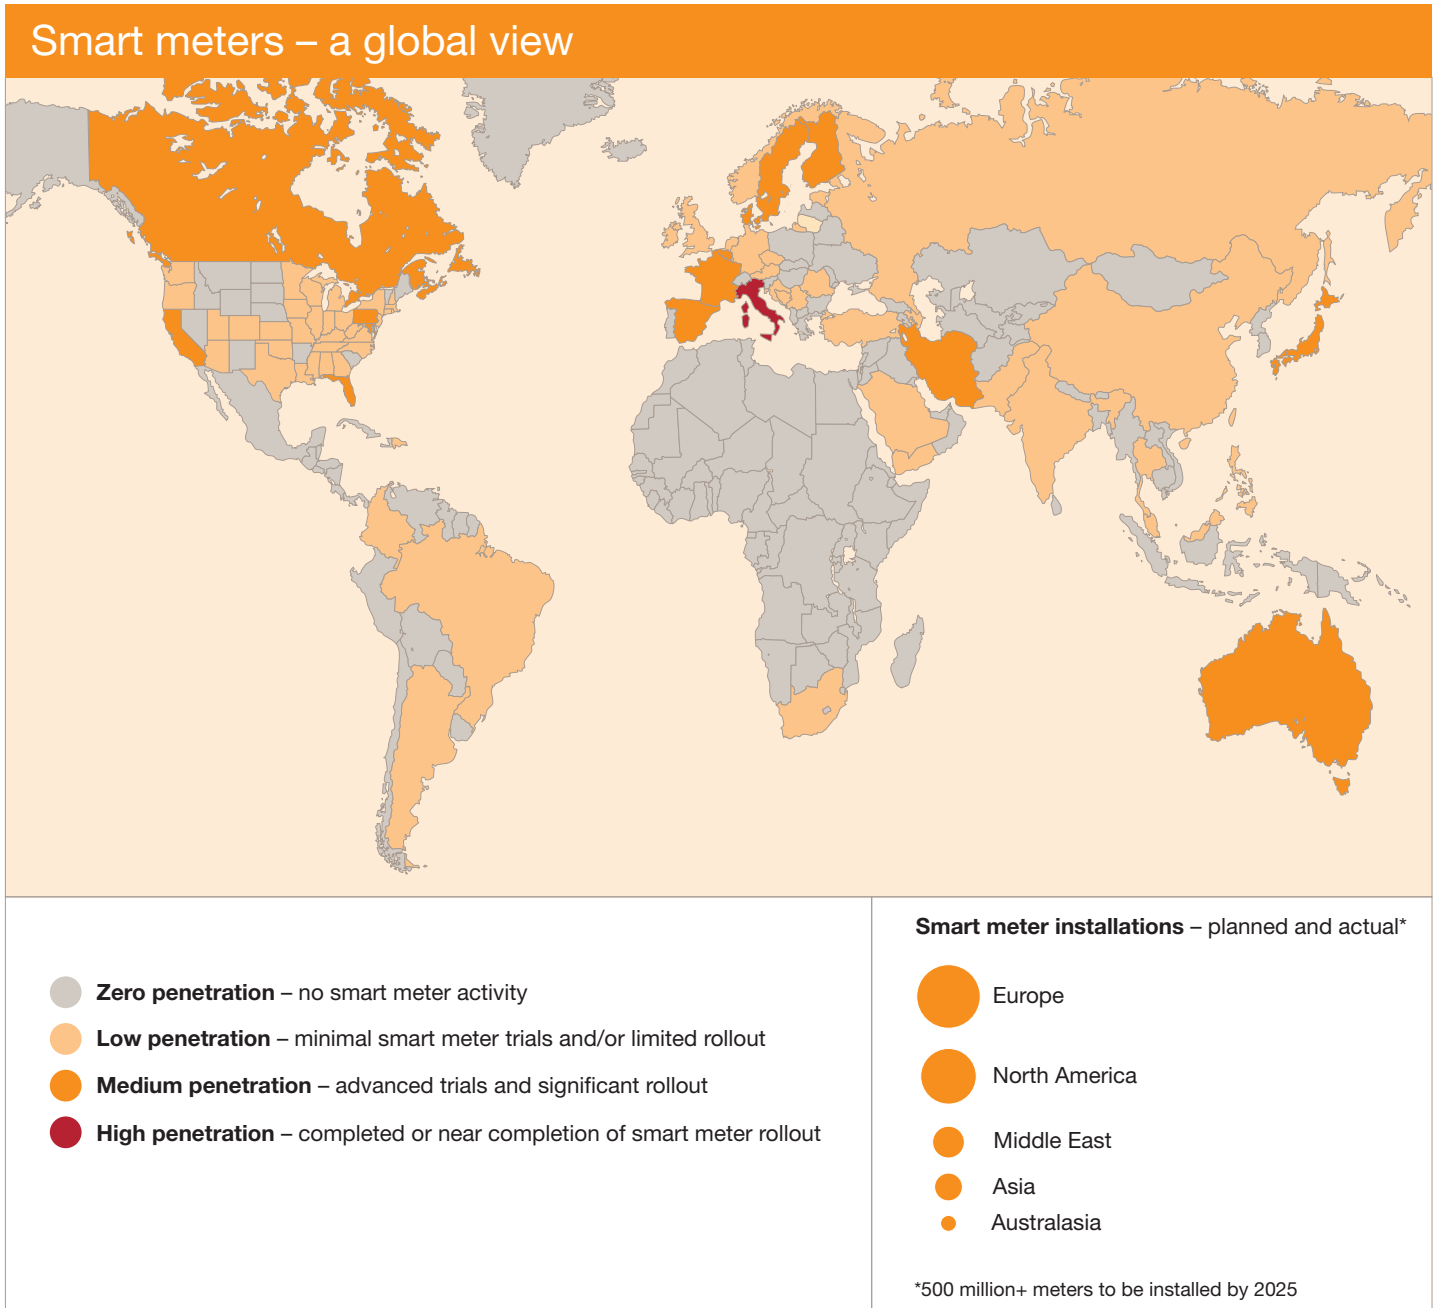 Smart meters – a global view
Zero penetration – no smart meter activity
Low penetration – minimal smart meter trials and/or limited rollout
Medium penetration – advanced trials and significant rollout
High penetration – completed or near completion of smart meter rollout
Smart meter installations – planned and actual*
Europe
North America
Middle East
Asia
Australasia
*500 million+ meters to be installed by 2025